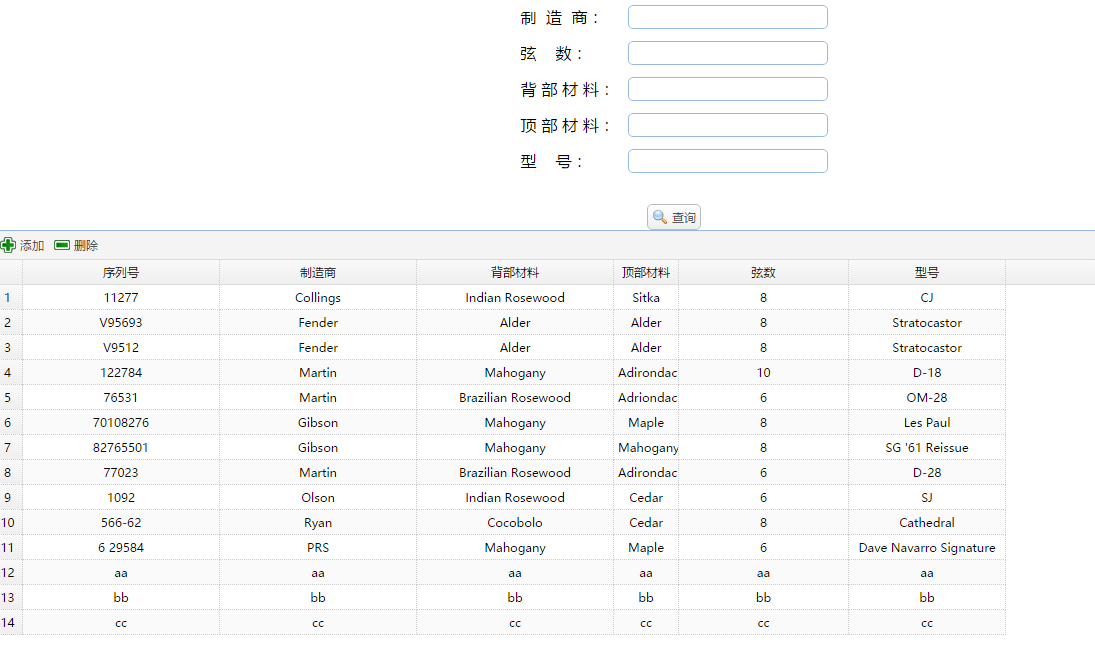 制 造 商：
弦 数：
背 部 材 料：
顶 部 材 料：
型 号：
查询
添加 删除
序列号 制造商 背部材料 顶部材料 弦数 型号
1 11277 Collings Indian Rosewood Sitka 8 CJ
2 V95693 Fender Alder Alder 8 Stratocastor
3 V9512 Fender Alder Alder 8 Stratocastor
4 122784 Martin Mahogany Adirondac 10 D-18
5 76531 Martin Brazilian Rosewood Adriondac 6 OM-28
6 70108276 Gibson Mahogany Maple 8 Les Paul
7 82765501 Gibson Mahogany Mahogany 8 SG '61 Reissue
8 77023 Martin Brazilian Rosewood Adirondac 6 D-28
9 1092 Olson Indian Rosewood Cedar 6 SJ
10 566-62 Ryan Cocobolo Cedar 8 Cathedral
11 6 29584 PRS Mahogany Maple 6 Dave Navarro Signature
12 aa aa aa aa aa aa
13 bb bb bb bb bb bb
14 cc cc cc cc cc cc